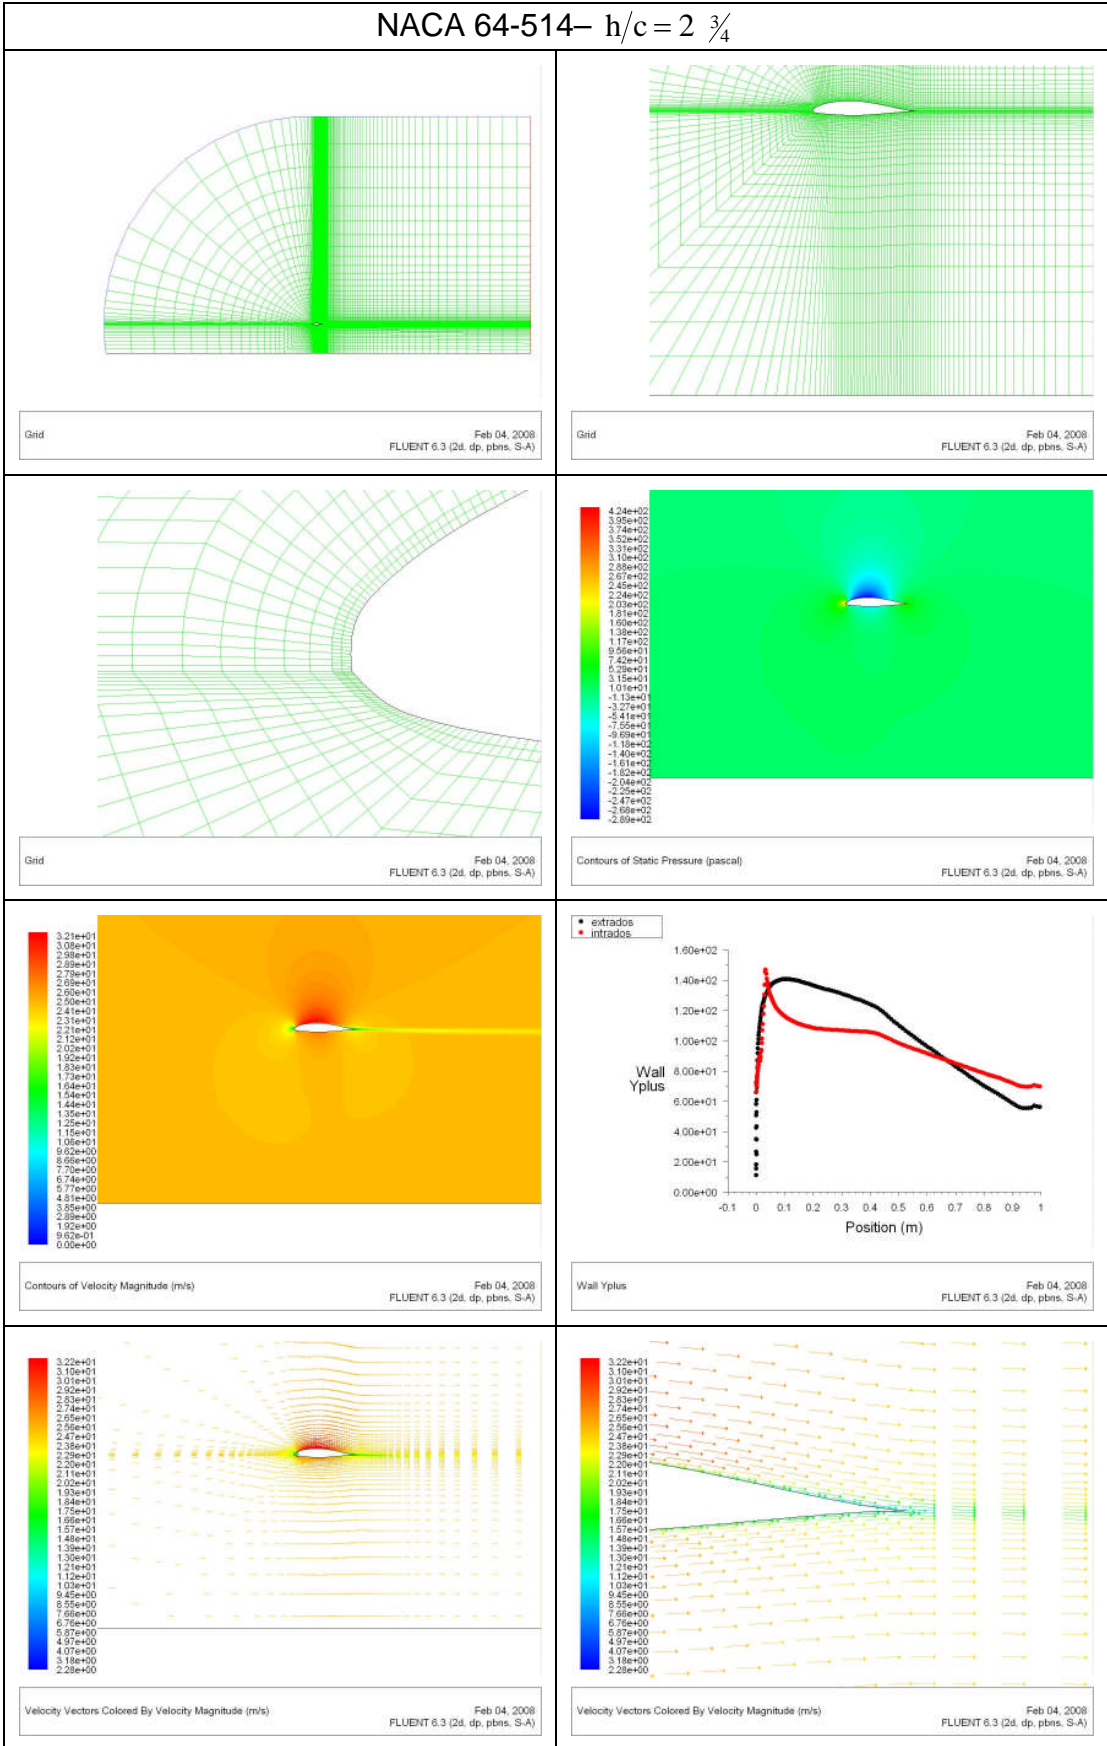 NACA 64-514– h/c = 2 ¾
Grid
Feb 04, 2008
FLUENT 6.3 (2d, dp, pbns, S-A)
Grid
Feb 04, 2008
FLUENT 6.3 (2d, dp, pbns, S-A)
Grid
Feb 04, 2008
FLUENT 6.3 (2d, dp, pbns, S-A)
4.24e+02
3.95e+02
3.74e+02
3.52e+02
3.31e+02
3.10e+02
2.88e+02
2.67e+02
2.45e+02
2.24e+02
2.03e+02
1.81e+02
1.60e+02
1.38e+02
1.17e+02
9.56e+01
7.42e+01
5.29e+01
3.15e+01
1.01e+01
-1.13e+01
-3.27e+01
-5.41e+01
-7.55e+01
-9.69e+01
-1.18e+02
-1.40e+02
-1.61e+02
-1.82e+02
-2.04e+02
-2.25e+02
-2.47e+02
-2.68e+02
-2.89e+02
Contours of Static Pressure (pascal)
Feb 04, 2008
FLUENT 6.3 (2d, dp, pbns, S-A)
3.21e+01
3.08e+01
2.98e+01
2.89e+01
2.79e+01
2.69e+01
2.60e+01
2.50e+01
2.41e+01
2.31e+01
2.21e+01
2.12e+01
2.02e+01
1.92e+01
1.83e+01
1.73e+01
1.64e+01
1.54e+01
1.44e+01
1.35e+01
1.25e+01
1.15e+01
1.06e+01
9.62e+00
8.66e+00
7.70e+00
6.74e+00
5.77e+00
4.81e+00
3.85e+00
2.89e+00
1.92e+00
9.62e-01
0.00e+00
Contours of Velocity Magnitude (m/s)
Feb 04, 2008
FLUENT 6.3 (2d, dp, pbns, S-A)
extrados
intrados
1.60e+02
1.40e+02
1.20e+02
1.00e+02
8.00e+01
6.00e+01
4.00e+01
2.00e+01
0.00e+00
Wall
Yplus
-0.1 0 0.1 0.2 0.3 0.4 0.5 0.6 0.7 0.8 0.9 1
Position (m)
Wall Yplus
Feb 04, 2008
FLUENT 6.3 (2d, dp, pbns, S-A)
3.22e+01
3.10e+01
3.01e+01
2.92e+01
2.83e+01
2.74e+01
2.65e+01
2.56e+01
2.47e+01
2.38e+01
2.29e+01
2.20e+01
2.11e+01
2.02e+01
1.93e+01
1.84e+01
1.75e+01
1.66e+01
1.57e+01
1.48e+01
1.39e+01
1.30e+01
1.21e+01
1.12e+01
1.03e+01
9.45e+00
8.55e+00
7.66e+00
6.76e+00
5.87e+00
4.97e+00
4.07e+00
3.18e+00
2.28e+00
Velocity Vectors Colored By Velocity Magnitude (m/s)
Feb 04, 2008
FLUENT 6.3 (2d, dp, pbns, S-A)
3.22e+01
3.10e+01
3.01e+01
2.92e+01
2.83e+01
2.74e+01
2.65e+01
2.56e+01
2.47e+01
2.38e+01
2.29e+01
2.20e+01
2.11e+01
2.02e+01
1.93e+01
1.84e+01
1.75e+01
1.66e+01
1.57e+01
1.48e+01
1.39e+01
1.30e+01
1.21e+01
1.12e+01
1.03e+01
9.45e+00
8.55e+00
7.66e+00
6.76e+00
5.87e+00
4.97e+00
4.07e+00
3.18e+00
2.28e+00
Velocity Vectors Colored By Velocity Magnitude (m/s)
Feb 04, 2008
FLUENT 6.3 (2d, dp, pbns, S-A)